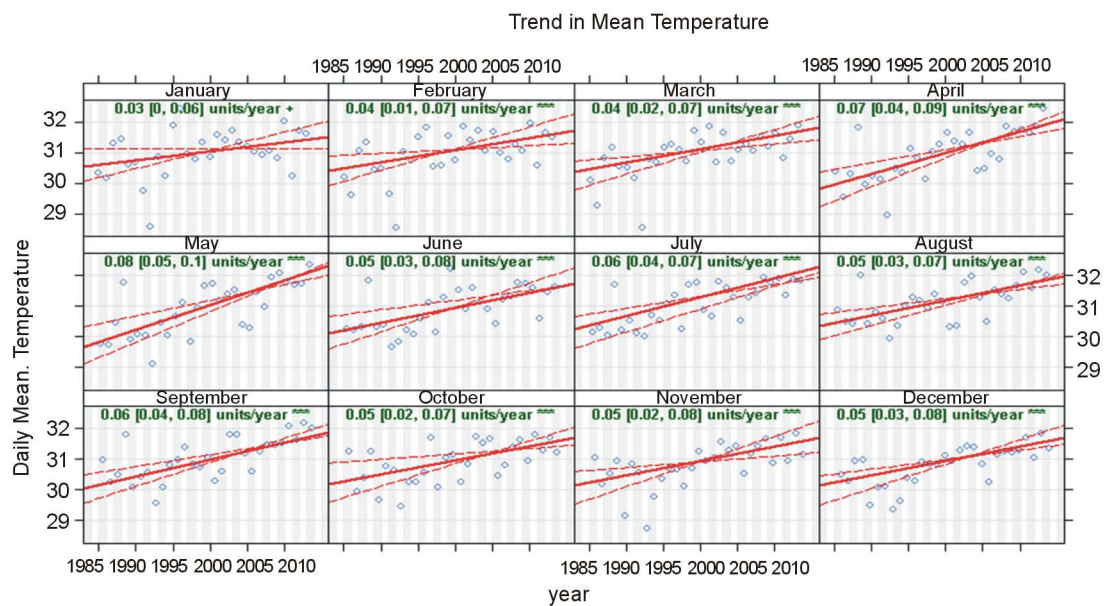 Trend in Mean Temperature
1985 1990 1995 2000 2005 2010 1985 1990 1995 2000 2005 2010
January February March April
0.03 [0, 0.06] units/year + 0.04 [0.01, 0.07] units/year *** 0.04 [0.02, 0.07] units/year *** 0.07 [0.04, 0.09] units/year ***
32
31
30
29
May June July August
0.08 [0.05, 0.1] units/year *** 0.05 [0.03, 0.08] units/year *** 0.06 [0.04, 0.07] units/year *** 0.05 [0.03, 0.07] units/year ***
32
31
30
29
September October November December
0.06 [0.04, 0.08] units/year *** 0.05 [0.02, 0.07] units/year *** 0.05 [0.02, 0.08] units/year *** 0.05 [0.03, 0.08] units/year ***
32
31
30
29
Daily Mean. Temperature
1985 1990 1995 2000 2005 2010 1985 1990 1995 2000 2005 2010
year